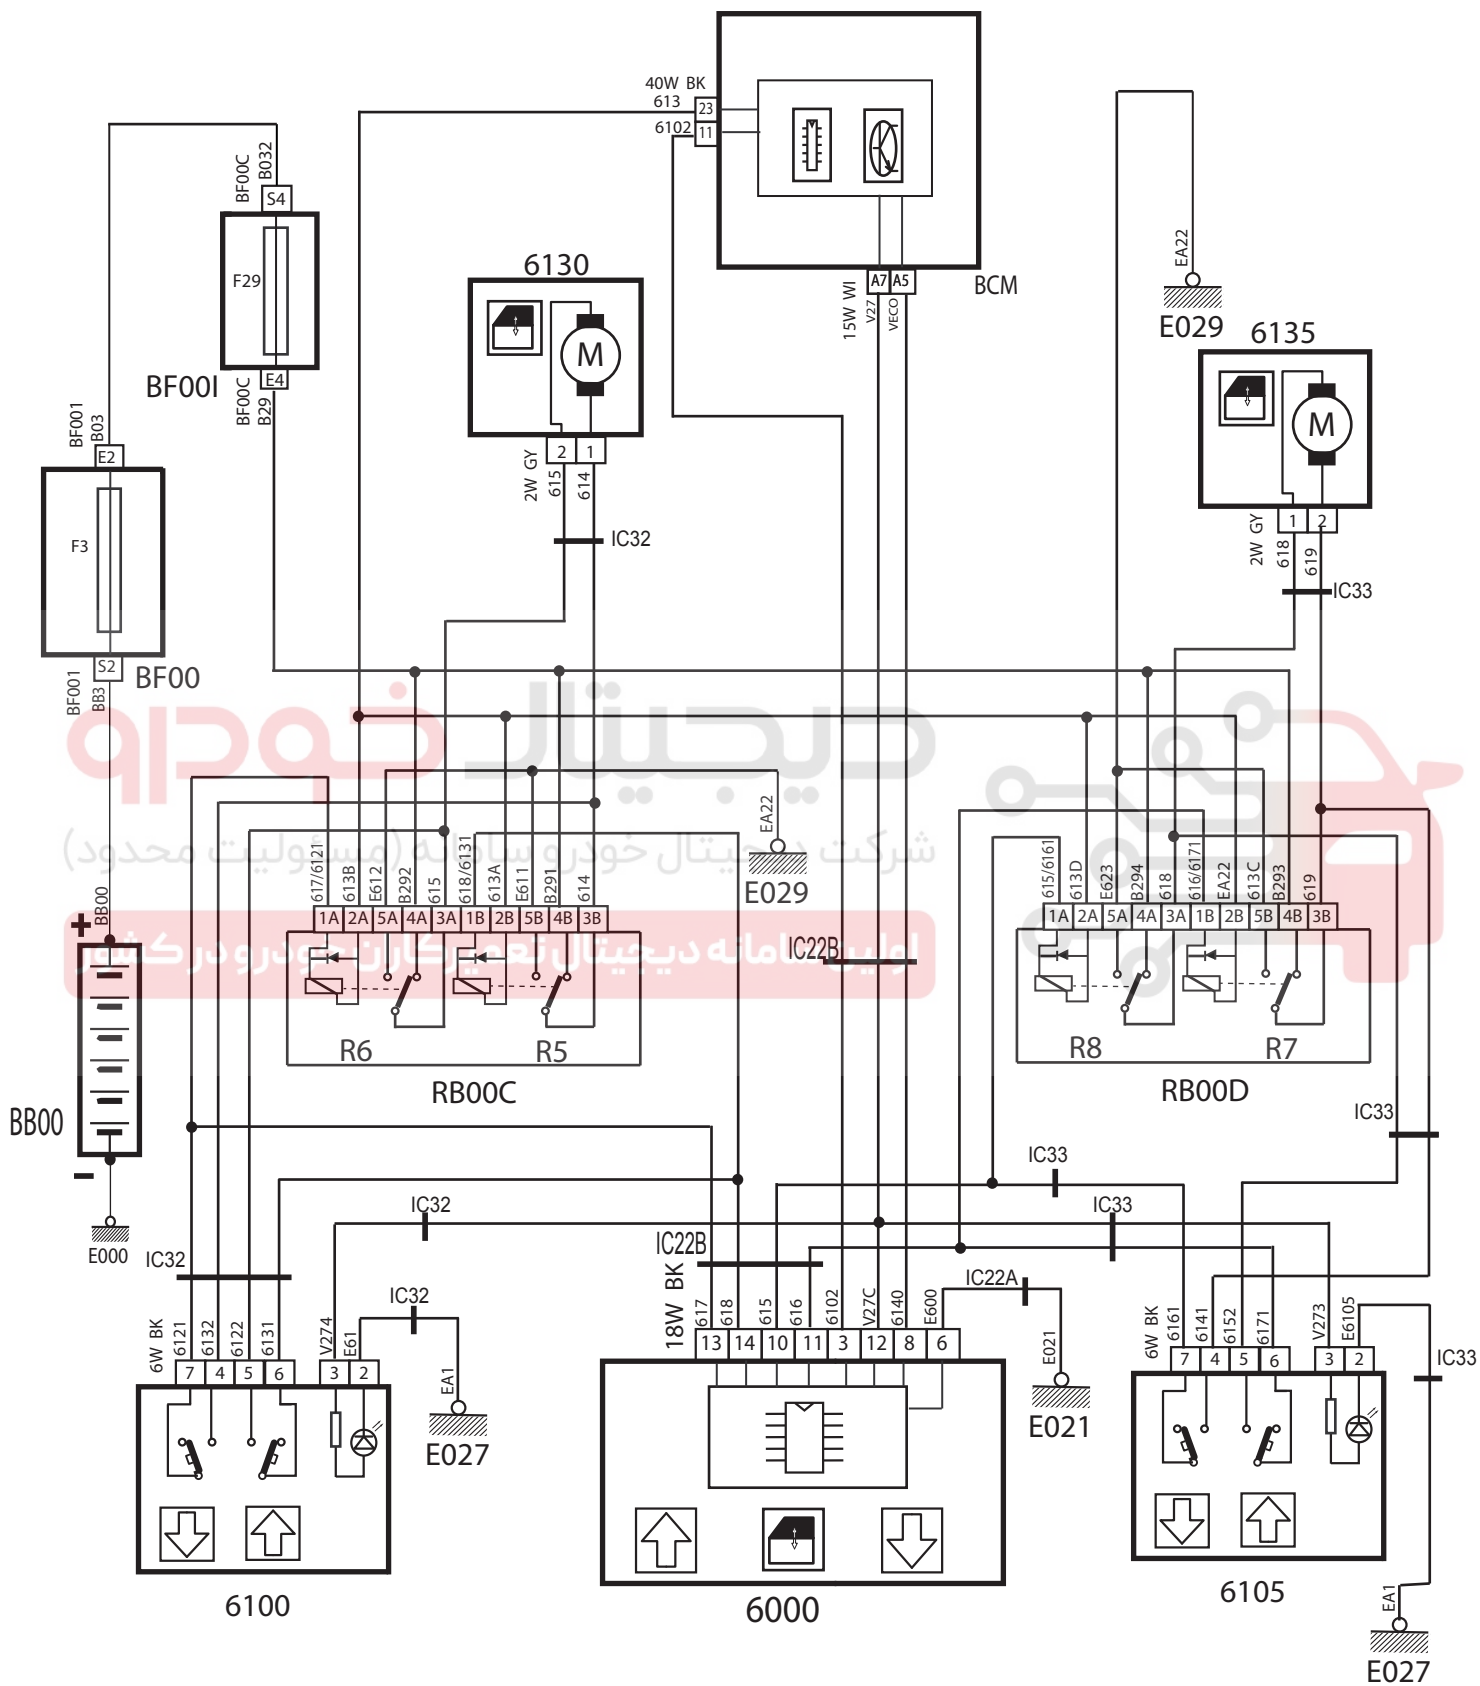 40W BK
613
23
6102
11
BCM
15W WI
A7
A5
V27
VECO
BF00C
B032
S4
F29
BF00I
E4
BF00C
B29
6130
M
2W GY
2
1
615
614
IC32
EA22
E029
6135
M
2W GY
1
2
618
619
IC33
BF001
B03
E2
F3
S2
BF00
BF001
BB3
دیجیتال خودرو
شرکت دیجیتال خودرو سامانه (مسئولیت محدود)
اولین سامانه دیجیتال تعمیرکاران خودرو در کشور
EA22
E029
617/6121
613B
E612
B292
615
618/6131
613A
E611
B291
614
1A
2A
5A
4A
3A
1B
2B
5B
4B
3B
R6
R5
RB00C
615/6161
613D
E623
B294
618
616/6171
EA22
613C
B293
619
1A
2A
5A
4A
3A
1B
2B
5B
4B
3B
R8
R7
RB00D
IC22B
BB00
+
BB00
–
E000
IC33
IC33
IC33
IC32
IC32
IC32
IC22B
IC22A
IC33
6W BK
6121
6132
6122
6131
V274
E61
7
4
5
6
3
2
EA1
E027
6100
18W BK
617
618
615
616
6102
V27C
6140
E600
13
14
10
11
3
12
8
6
E021
E021
6000
6W BK
6161
6141
6152
6171
V273
E6105
7
4
5
6
3
2
6105
EA1
E027